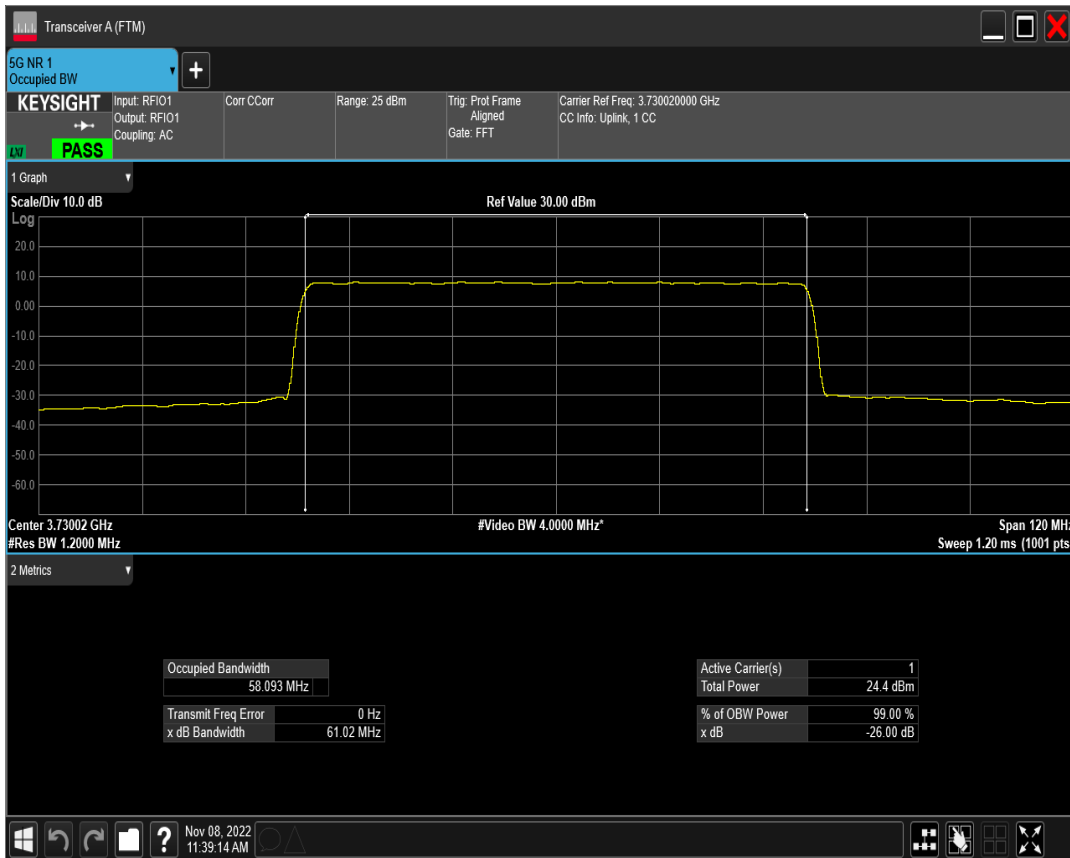 Transceiver A (FTM)
5G NR 1
Occupied BW
+
KEYSIGHT
LXI
PASS
Input: RFIO1
Output: RFIO1
Coupling: AC
Corr CCorr
Range: 25 dBm
Trig: Prot Frame
Aligned
Gate: FFT
Carrier Ref Freq: 3.730020000 GHz
CC Info: Uplink, 1 CC
1 Graph
Scale/Div 10.0 dB
Ref Value 30.00 dBm
Log
20.0
10.0
0.00
-10.0
-20.0
-30.0
-40.0
-50.0
-60.0
Center 3.73002 GHz
#Video BW 4.0000 MHz*
Span 120 MHz
#Res BW 1.2000 MHz
Sweep 1.20 ms (1001 pts
2 Metrics
Occupied Bandwidth
58.093 MHz
Transmit Freq Error 0 Hz
x dB Bandwidth 61.02 MHz
Active Carrier(s) 1
Total Power 24.4 dBm
% of OBW Power 99.00 %
x dB -26.00 dB
?
Nov 08, 2022
11:39:14 AM